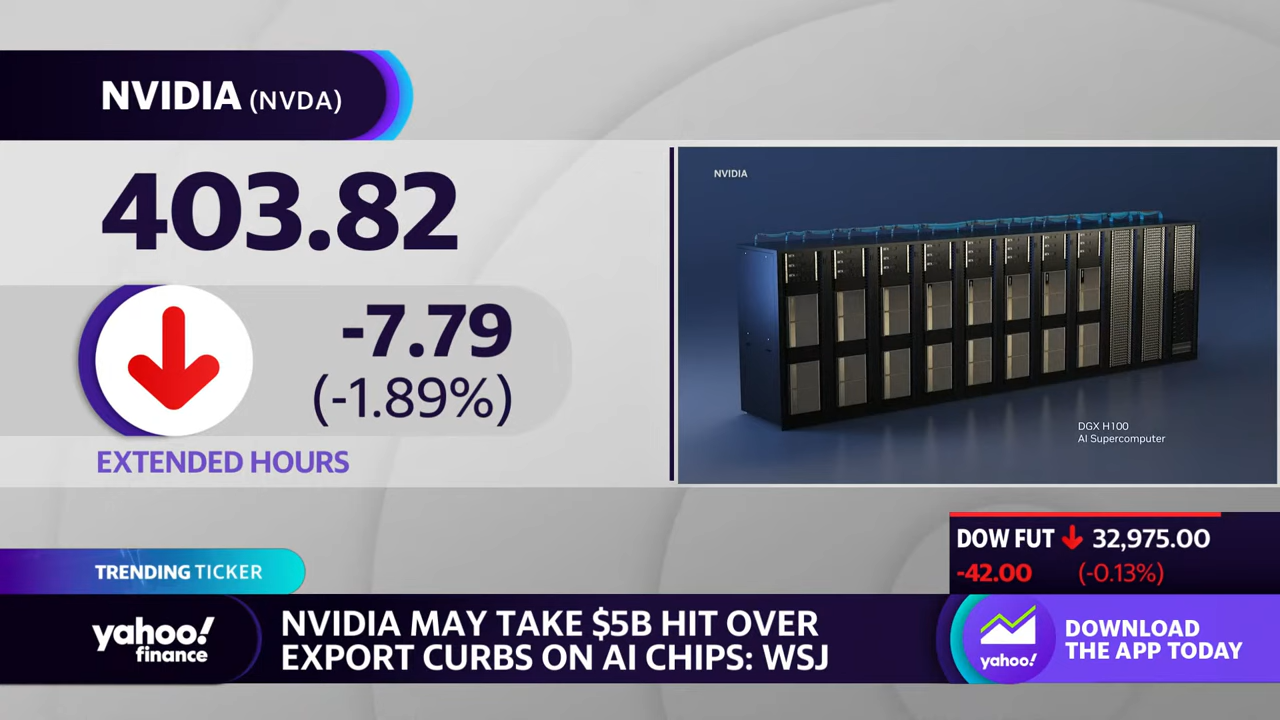 NVIDIA (NVDA)
403.82
-7.79
(-1.89%)
EXTENDED HOURS
NVIDIA
DGX H100
AI Supercomputer
DOW FUT 32,975.00
-42.00 (-0.13%)
TRENDING TICKER
yahoo!
finance
NVIDIA MAY TAKE $5B HIT OVER
EXPORT CURBS ON AI CHIPS: WSJ
yahoo!
DOWNLOAD
THE APP TODAY